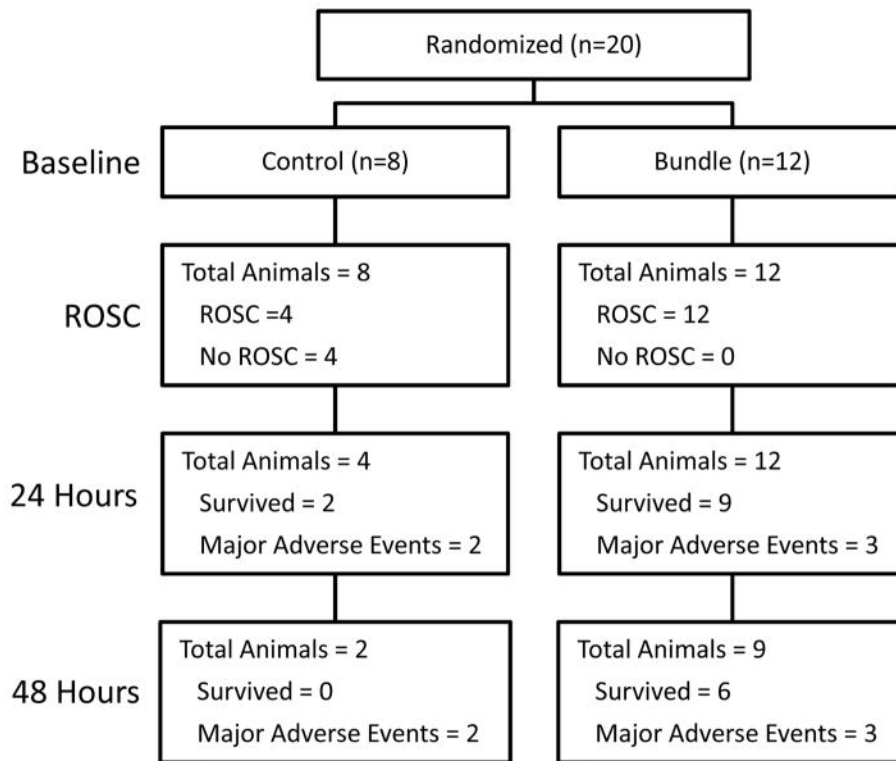 Randomized (n=20)
Baseline
Control (n=8)
Bundle (n=12)
ROSC
Total Animals = 8
ROSC =4
No ROSC = 4
Total Animals = 12
ROSC = 12
No ROSC = 0
24 Hours
Total Animals = 4
Survived = 2
Major Adverse Events = 2
Total Animals = 12
Survived = 9
Major Adverse Events = 3
48 Hours
Total Animals = 2
Survived = 0
Major Adverse Events = 2
Total Animals = 9
Survived = 6
Major Adverse Events = 3